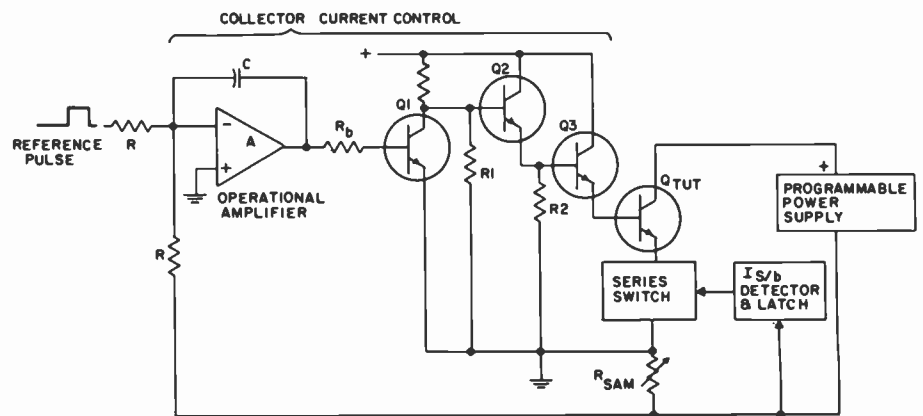 COLLECTOR CURRENT CONTROL
+
C
Q1
Q2
Q3
QTUT
REFERENCE
PULSE
R
-
A
+
OPERATIONAL
AMPLIFIER
Rb
R1
R2
+
PROGRAMMABLE
POWER
SUPPLY
R
SERIES
SWITCH
IS/b
DETECTOR
& LATCH
RSAM